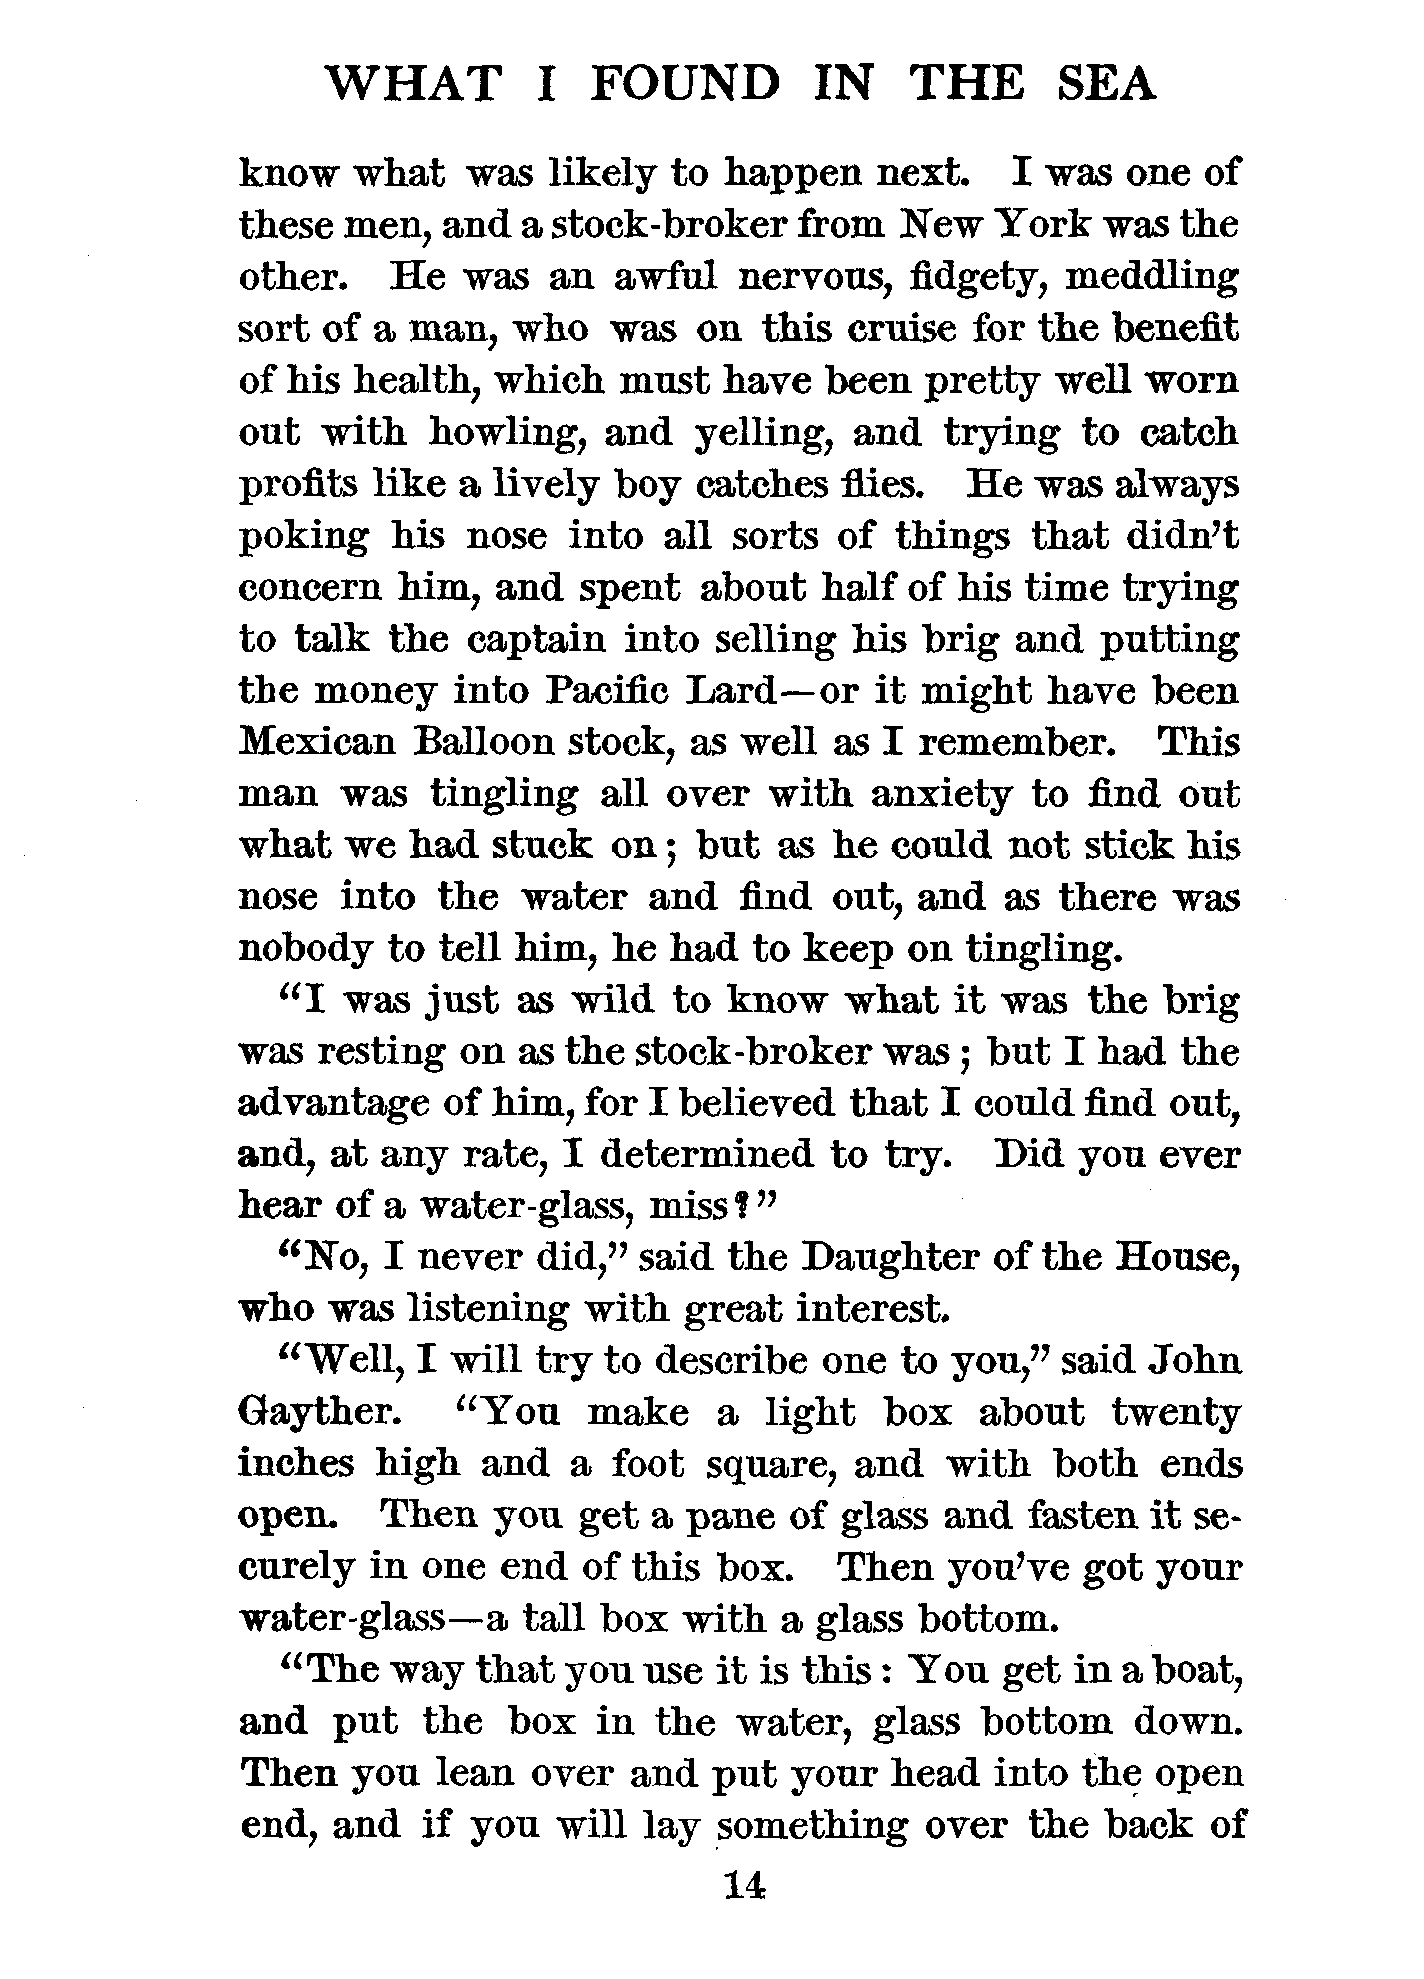 WHAT I FOUND IN THE SEA
know what was likely to happen next. I was one of
these men, and a stock-broker from New York was the
other. He was an awful nervous, fidgety, meddling
sort of a man, who was on this cruise for the benefit
of his health, which must have been pretty well worn
out with howling, and yelling, and trying to catch
profits like a lively boy catches flies. He was always
poking his nose into all sorts of things that didn't
concern him, and spent about half of his time trying
to talk the captain into selling his brig and putting
the money into Pacific Lard—or it might have been
Mexican Balloon stock, as well as I remember. This
man was tingling all over with anxiety to find out
what we had stuck on; but as he could not stick his
nose into the water and find out, and as there was
nobody to tell him, he had to keep on tingling.
"I was just as wild to know what it was the brig
was resting on as the stock-broker was; but I had the
advantage of him, for I believed that I could find out,
and, at any rate, I determined to try. Did you ever
hear of a water-glass, miss?"
"No, I never did," said the Daughter of the House,
who was listening with great interest.
"Well, I will try to describe one to you," said John
Gayther. "You make a light box about twenty
inches high and a foot square, and with both ends
open. Then you get a pane of glass and fasten it se-
curely in one end of this box. Then you've got your
water-glass—a tall box with a glass bottom.
"The way that you use it is this: You get in a boat,
and put the box in the water, glass bottom down.
Then you lean over and put your head into the open
end, and if you will lay something over the back of
14